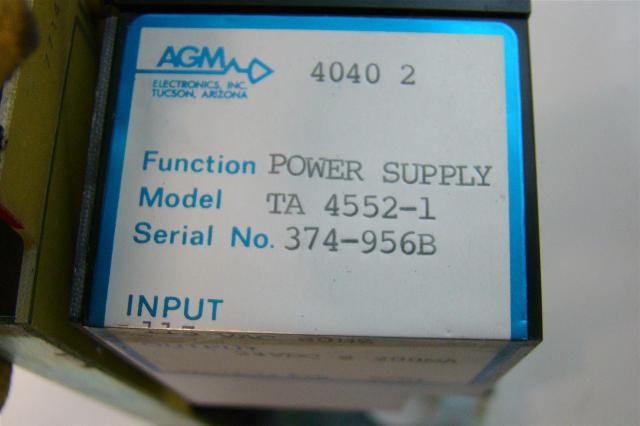 AGM
ELECTRONICS, INC.
TUCSON, ARIZONA
4040 2
Function POWER SUPPLY
Model TA 4552-1
Serial No. 374-956B
INPUT